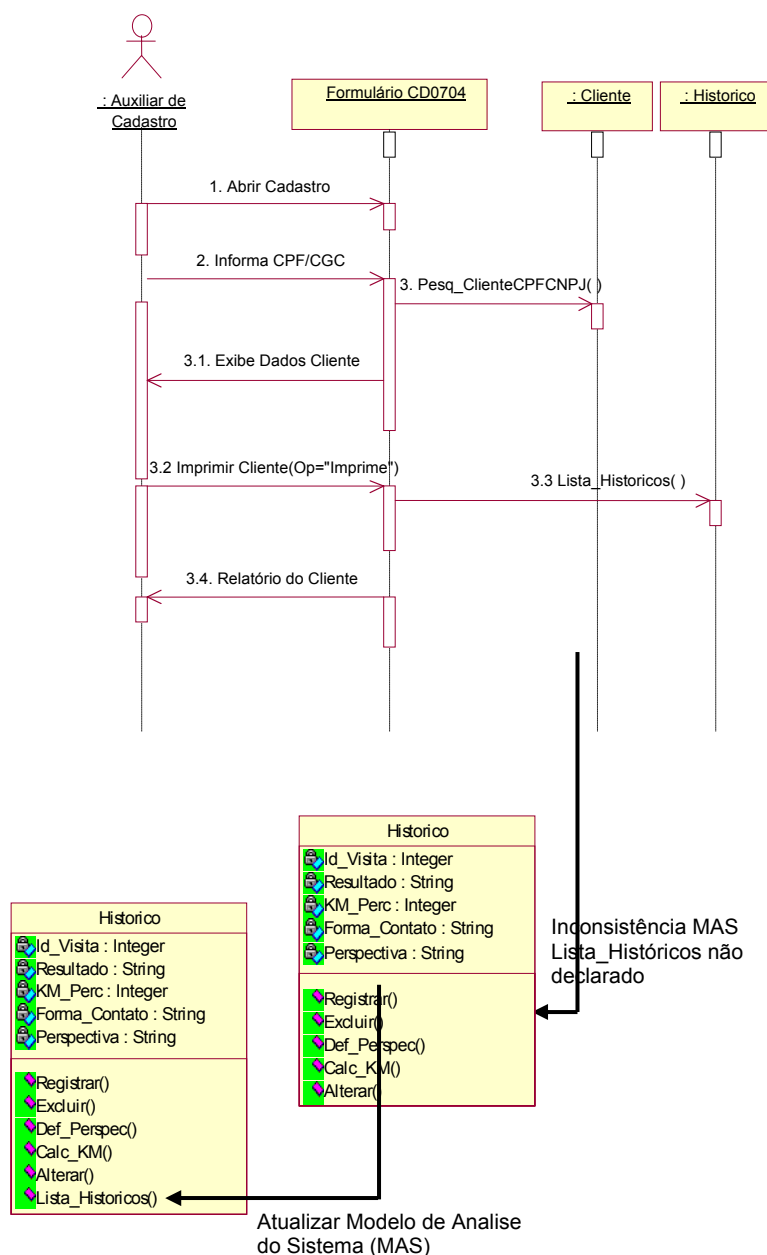 : Auxiliar de
Cadastro
Formulário CD0704
: Cliente
: Historico
1. Abrir Cadastro
2. Informa CPF/CGC
3. Pesq_ClienteCPFCNPJ( )
3.1. Exibe Dados Cliente
3.2 Imprimir Cliente(Op="Imprime")
3.3 Lista_Historicos( )
3.4. Relatório do Cliente
Historico
Id_Visita : Integer
Resultado : String
KM_Perc : Integer
Forma_Contato : String
Perspectiva : String
Registrar()
Excluir()
Def_Perspec()
Calc_KM()
Alterar()
Inconsistência MAS
Lista_Históricos não
declarado
Historico
Id_Visita : Integer
Resultado : String
KM_Perc : Integer
Forma_Contato : String
Perspectiva : String
Registrar()
Excluir()
Def_Perspec()
Calc_KM()
Alterar()
Lista_Historicos()
Atualizar Modelo de Analise
do Sistema (MAS)